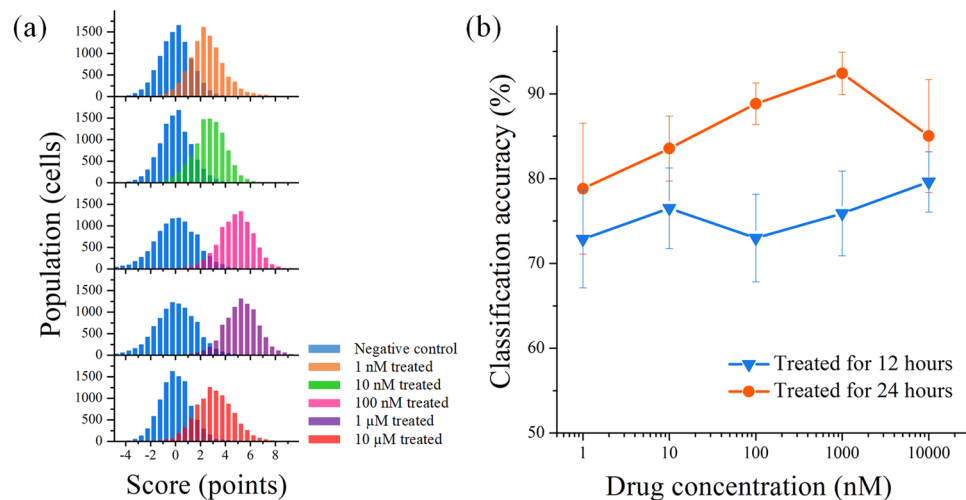 (a)
Population (cells)
1500
1000
500
0
1500
1000
500
0
1500
1000
500
0
1500
1000
500
0
1500
1000
500
0
-4 -2 0 2 4 6 8
Score (points)
Negative control
1 nM treated
10 nM treated
100 nM treated
1 µM treated
10 µM treated
(b)
Classification accuracy (%)
90
80
70
60
50
Treated for 12 hours
Treated for 24 hours
1 10 100 1000 10000
Drug concentration (nM)